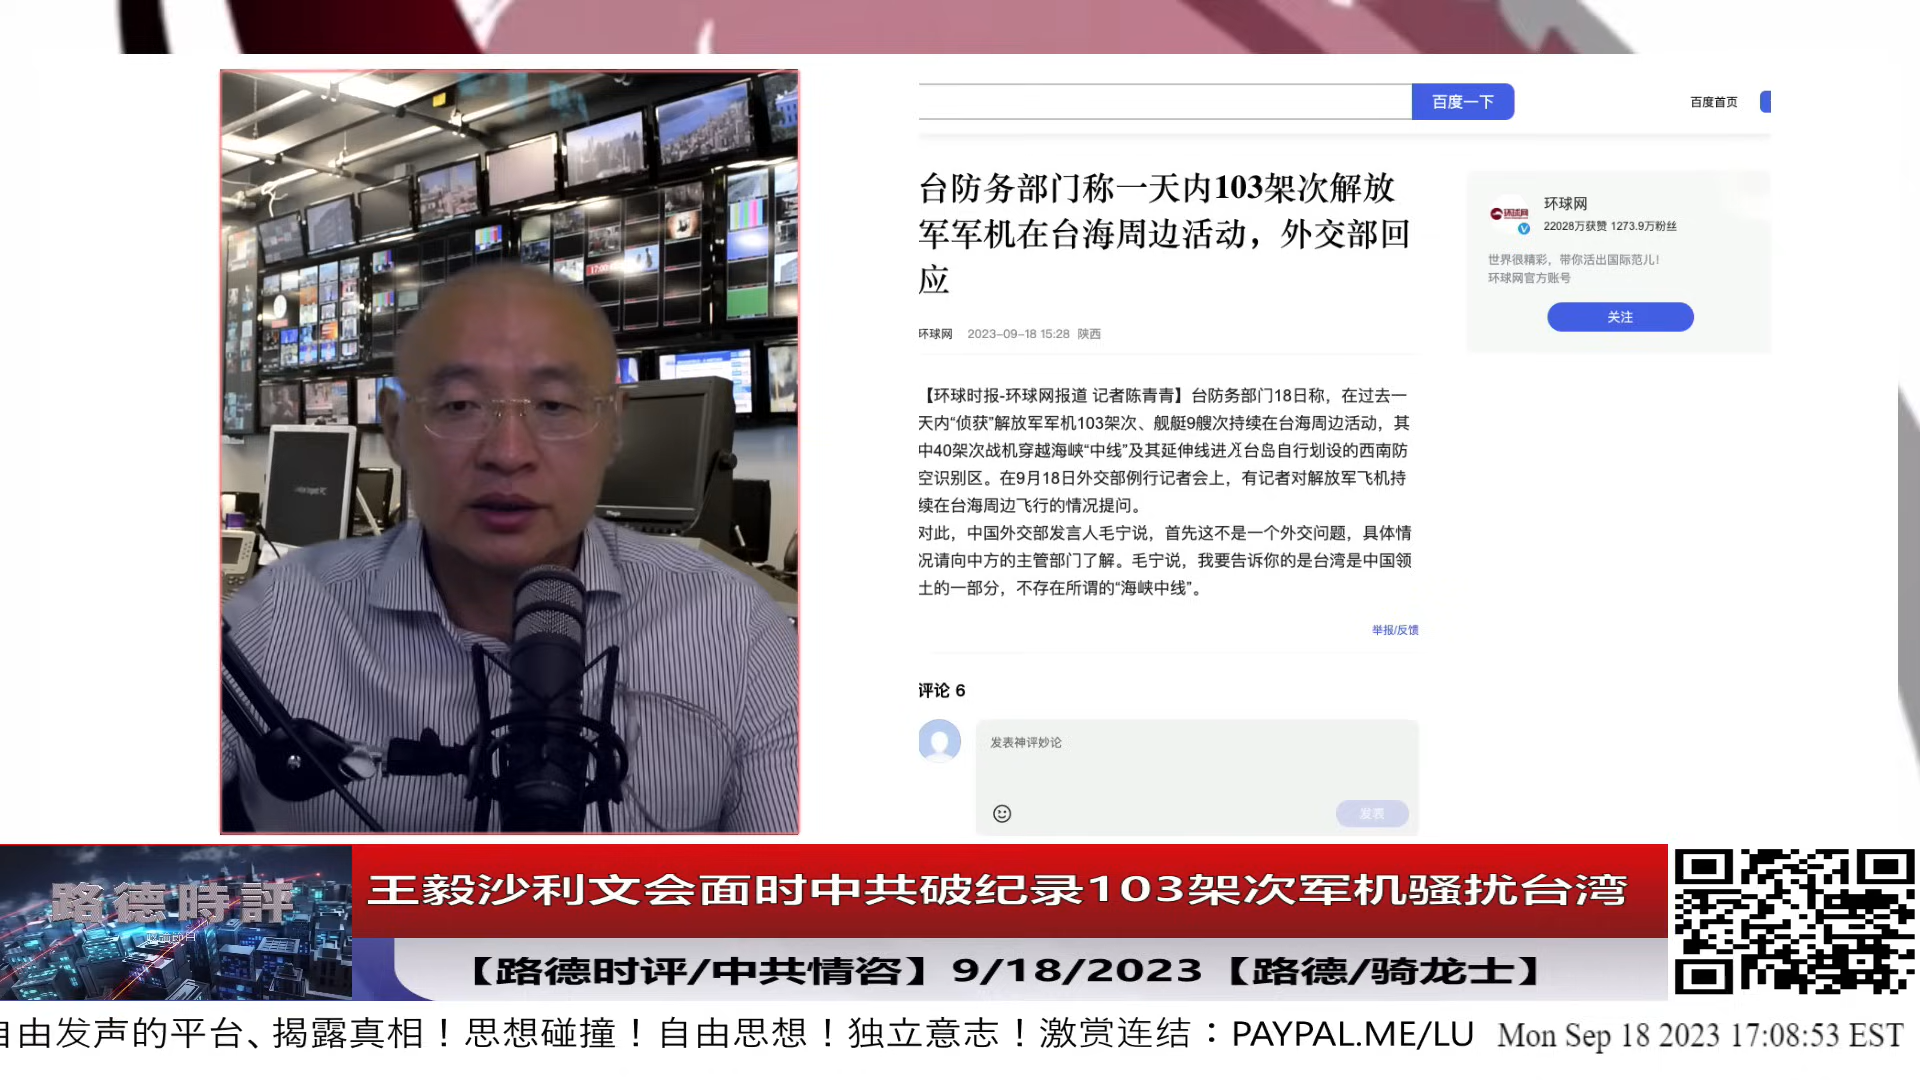 百度一下
百度首页
台防务部门称一天内103架次解放
军军机在台海周边活动，外交部回
应
环球网 2023-09-18 15:28 陕西
环球网
环球网
22028万获赞 1273.9万粉丝
世界很精彩，带你活出国际范儿！
环球网官方账号
关注
【环球时报-环球网报道 记者陈青青】台防务部门18日称，在过去一
天内“侦获”解放军军机103架次、舰艇9艘次持续在台海周边活动，其
中40架次战机穿越海峡“中线”及其延伸线进入台岛自行划设的西南防
空识别区。在9月18日外交部例行记者会上，有记者对解放军飞机持
续在台海周边飞行的情况提问。
对此，中国外交部发言人毛宁说，首先这不是一个外交问题，具体情
况请向中方的主管部门了解。毛宁说，我要告诉你的是台湾是中国领
土的一部分，不存在所谓的“海峡中线”。
举报/反馈
评论 6
发表神评妙论
发表
路德時評
王毅沙利文会面时中共破纪录103架次军机骚扰台湾
【路德时评/中共情咨】9/18/2023【路德/骑龙士】
自由发声的平台、揭露真相！思想碰撞！自由思想！独立意志！激赏连结：PAYPAL.ME/LU
Mon Sep 18 2023 17:08:53 EST